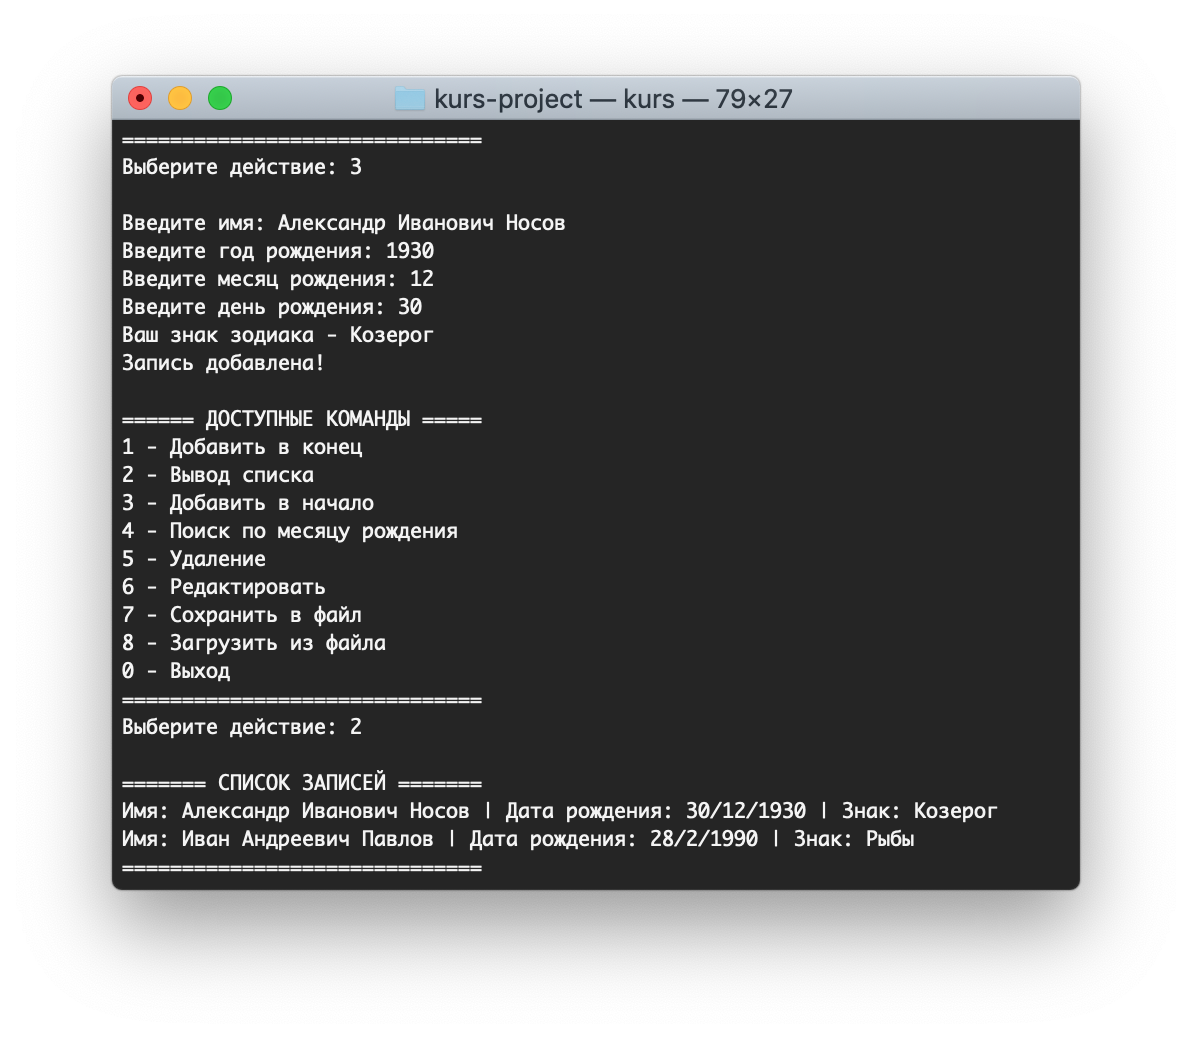 kurs-project — kurs — 79×27
==============================
Выберите действие: 3
Введите имя: Александр Иванович Носов
Введите год рождения: 1930
Введите месяц рождения: 12
Введите день рождения: 30
Ваш знак зодиака - Козерог
Запись добавлена!
====== ДОСТУПНЫЕ КОМАНДЫ =====
1 - Добавить в конец
2 - Вывод списка
3 - Добавить в начало
4 - Поиск по месяцу рождения
5 - Удаление
6 - Редактировать
7 - Сохранить в файл
8 - Загрузить из файла
0 - Выход
==============================
Выберите действие: 2
======= СПИСОК ЗАПИСЕЙ =======
Имя: Александр Иванович Носов | Дата рождения: 30/12/1930 | Знак: Козерог
Имя: Иван Андреевич Павлов | Дата рождения: 28/2/1990 | Знак: Рыбы
==============================